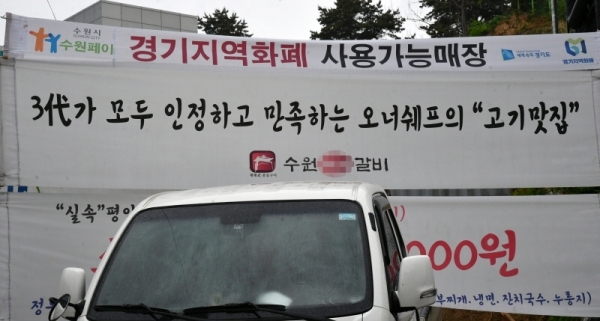 수원시
수원페이 경기지역화폐 사용가능매장 경기도 경기지역화폐
3代가 모두 인정하고 만족하는 오너쉐프의 “고기맛집”
수원 갈비
“실속”평
000원
정
찌개.냉면.잔치국수.누룽지)